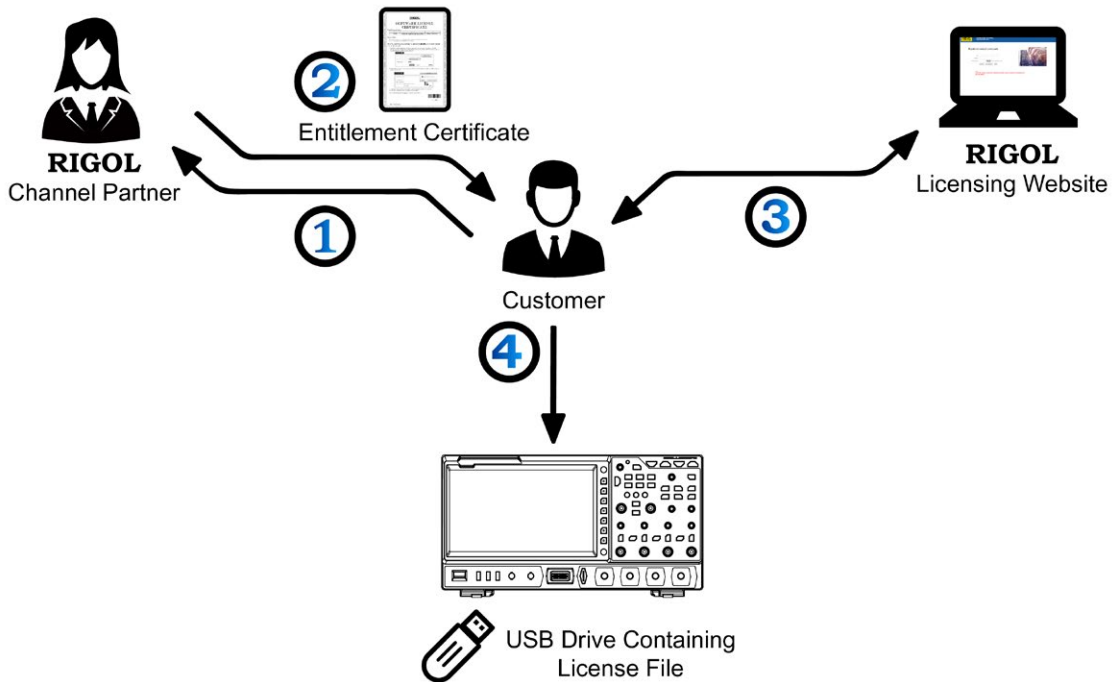 2
Entitlement Certificate
RIGOL
Channel Partner
1
RIGOL
Licensing Website
3
Customer
4
USB Drive Containing
License File